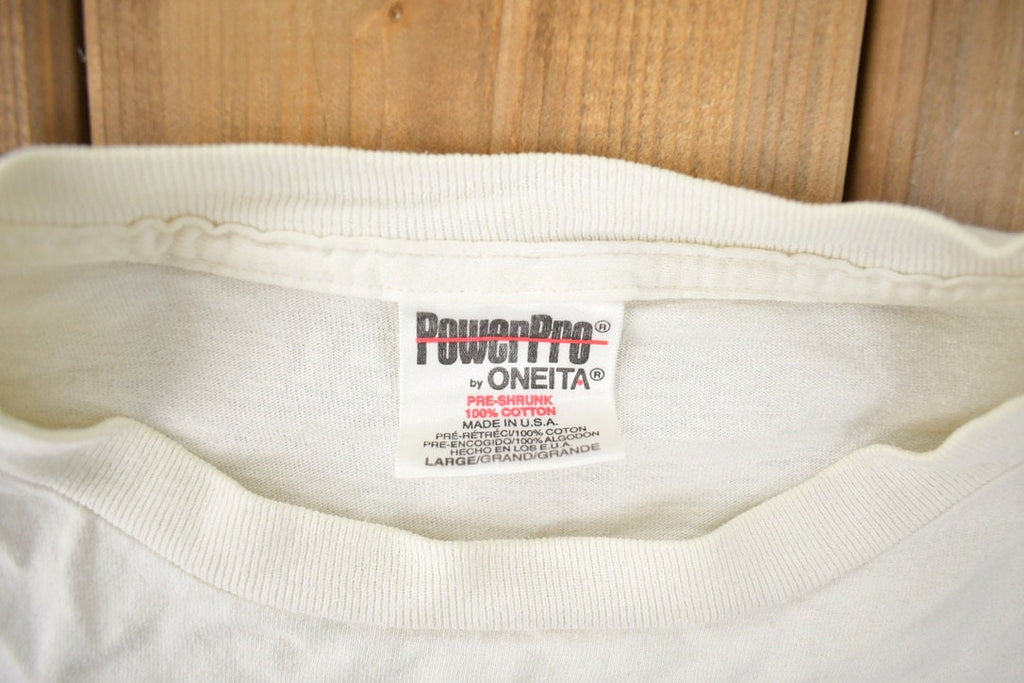 PowerPro®
by ONEITA®
PRE-SHRUNK
100% COTTON
MADE IN U.S.A.
PRÉ-RÉTRÉCI/100% COTON
PRE-ENCOGIDO/100% ALGODON
HECHO EN LOS E.U.A.
LARGE/GRAND/GRANDE